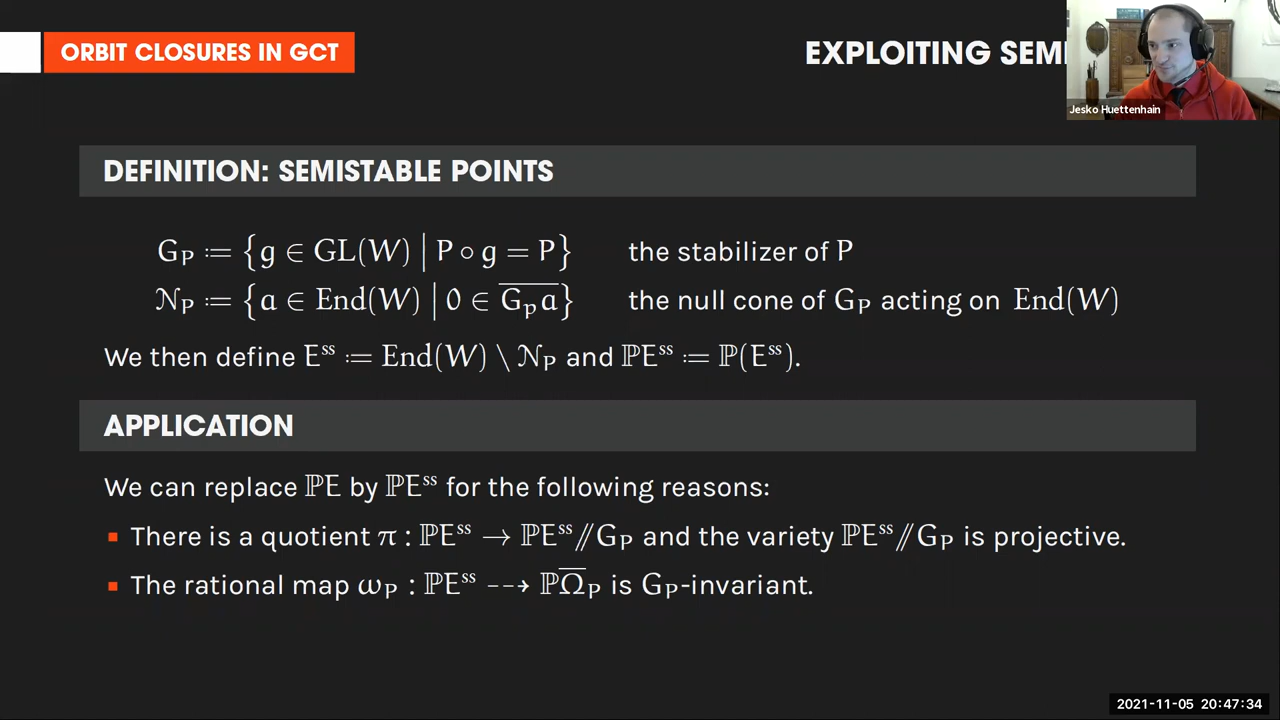 ORBIT CLOSURES IN GCT
EXPLOITING SEMI
Jesko Huettenhain
DEFINITION: SEMISTABLE POINTS
G_P := {g ∈ GL(W) | P ∘ g = P} the stabilizer of P
𝒩_P := {a ∈ End(W) | 0 ∈ \overline{G_P a}} the null cone of G_P acting on End(W)
We then define E^ss := End(W) \ 𝒩_P and ℙE^ss := ℙ(E^ss).
APPLICATION
We can replace ℙE by ℙE^ss for the following reasons:
▪ There is a quotient π : ℙE^ss → ℙE^ss // G_P and the variety ℙE^ss // G_P is projective.
▪ The rational map ω_P : ℙE^ss --→ ℙ\overline{Ω}_P is G_P-invariant.
2021-11-05 20:47:34